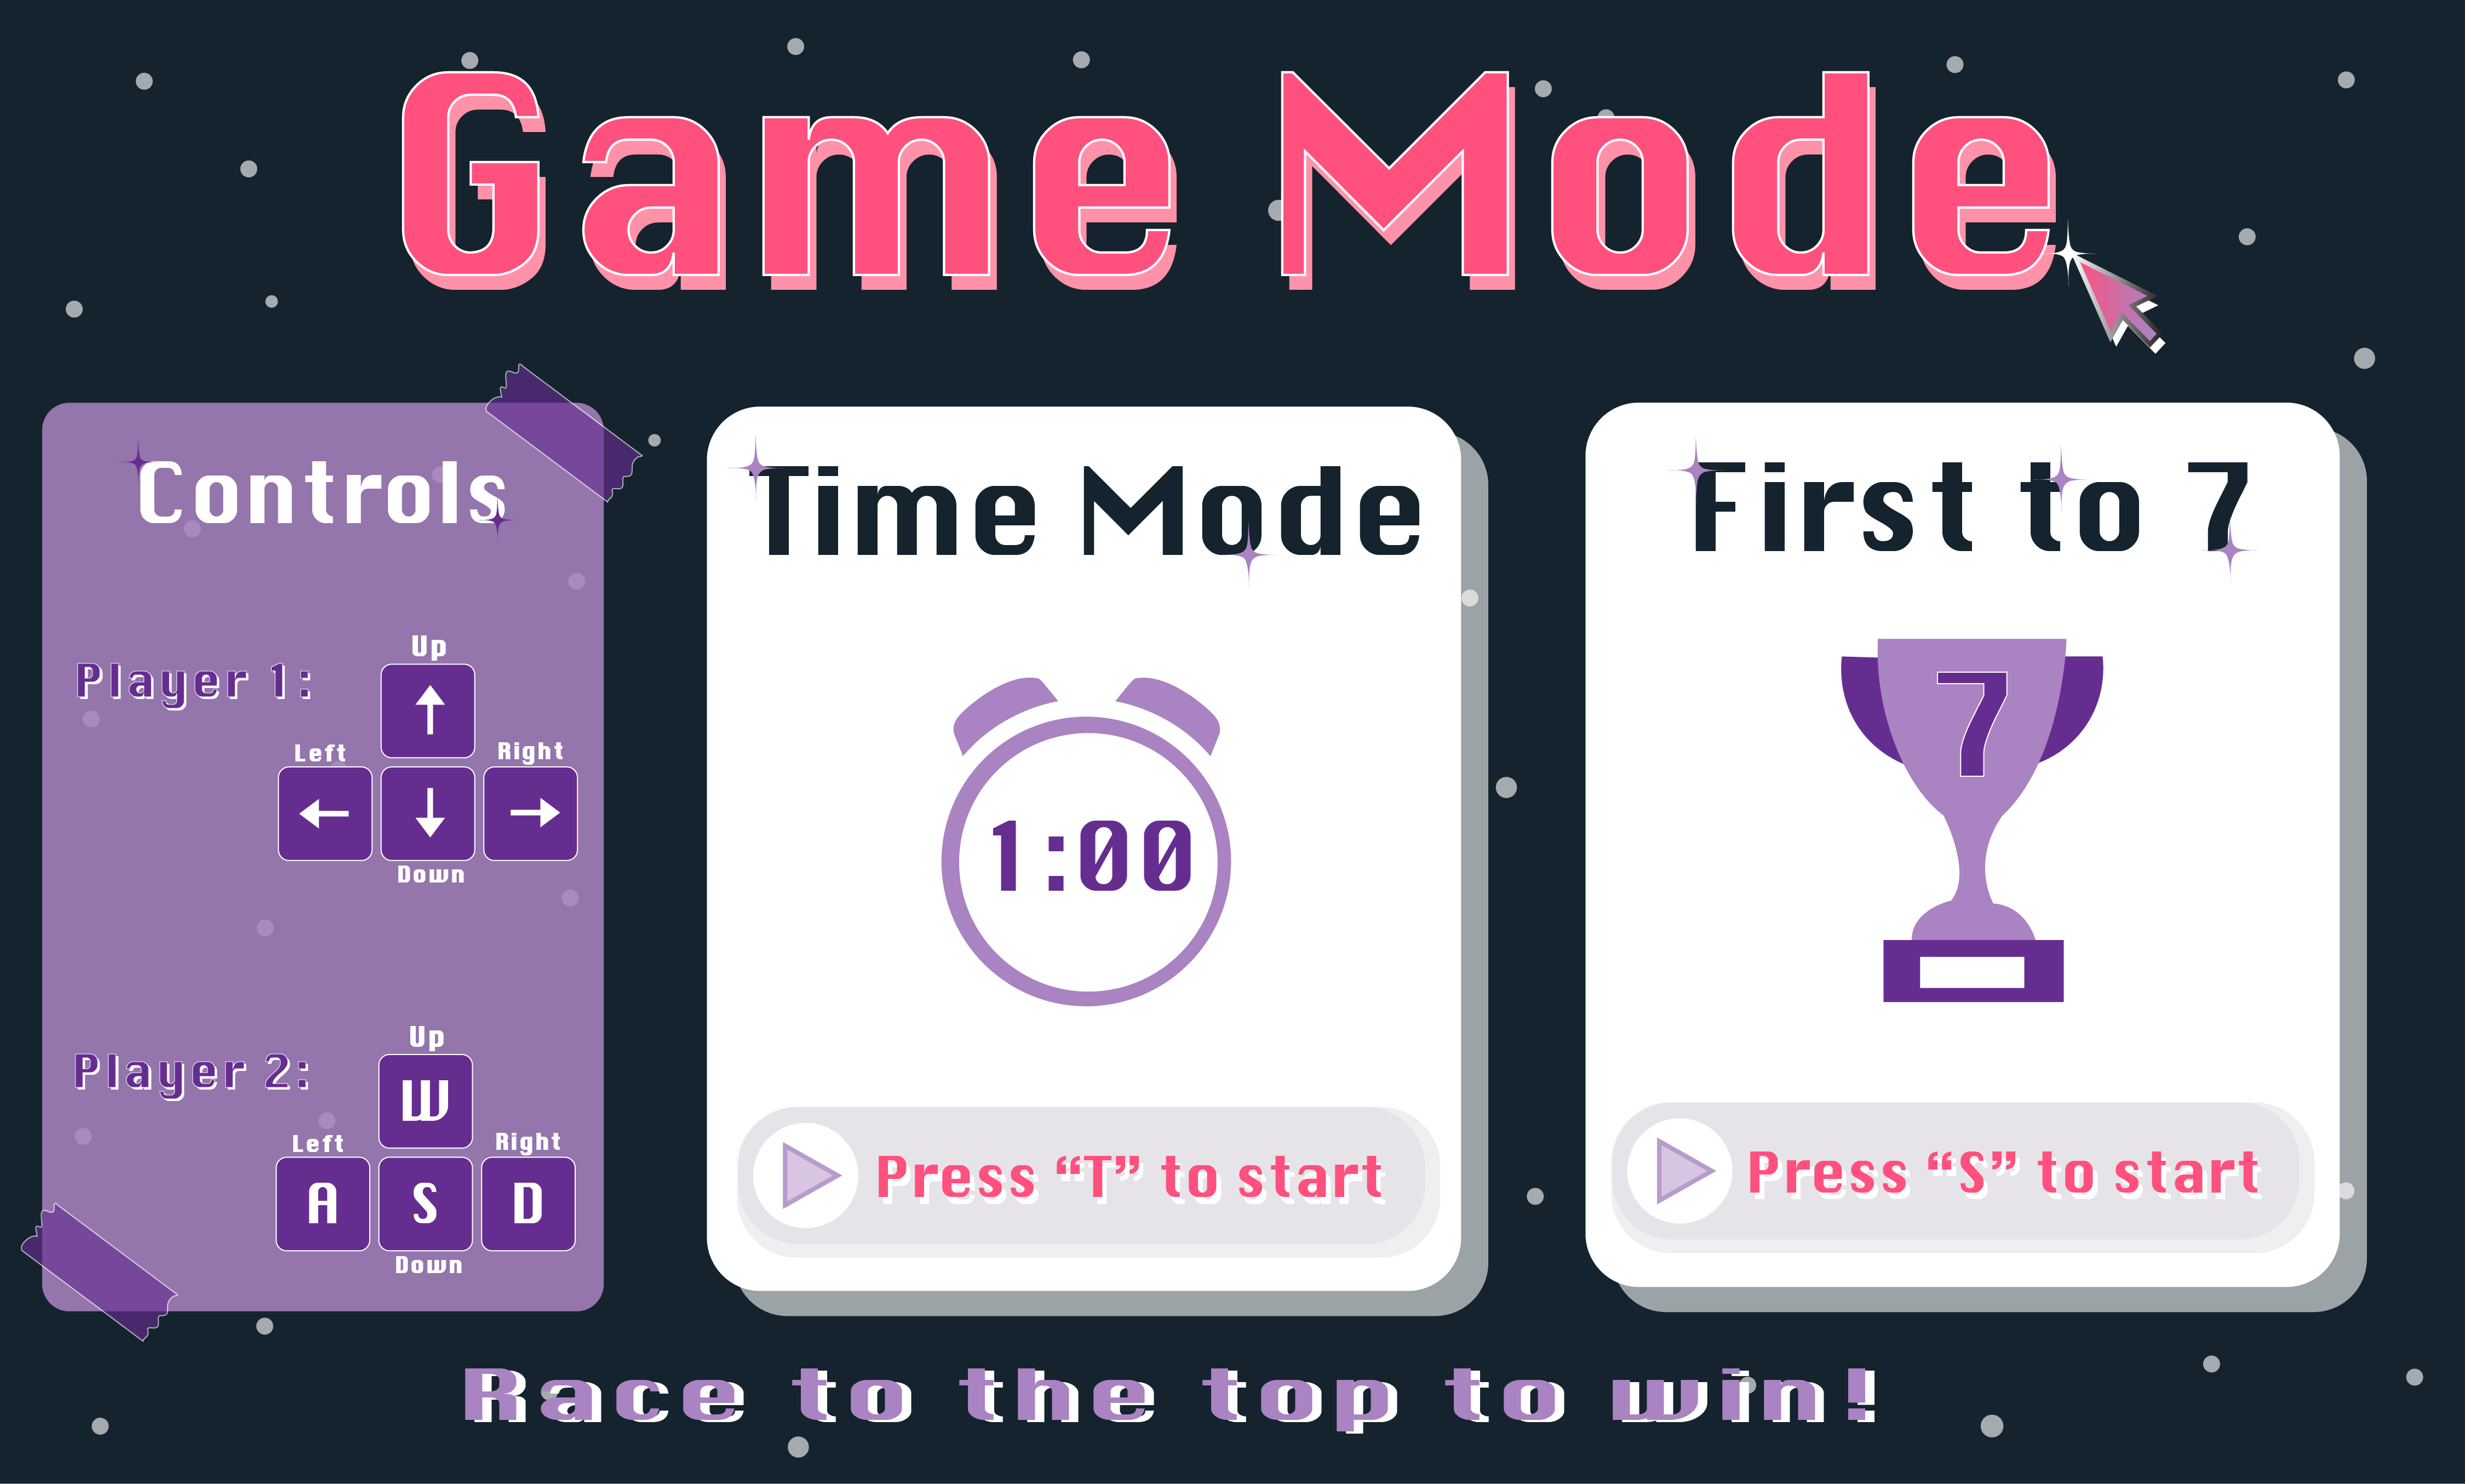 Game Mode
Controls
Player 1:
Up
Left
Right
Down
Player 2:
Up
W
Left
Right
A S D
Down
Time Mode
1:00
Press “T” to start
First to 7
7
Press “S” to start
Race to the top to win!